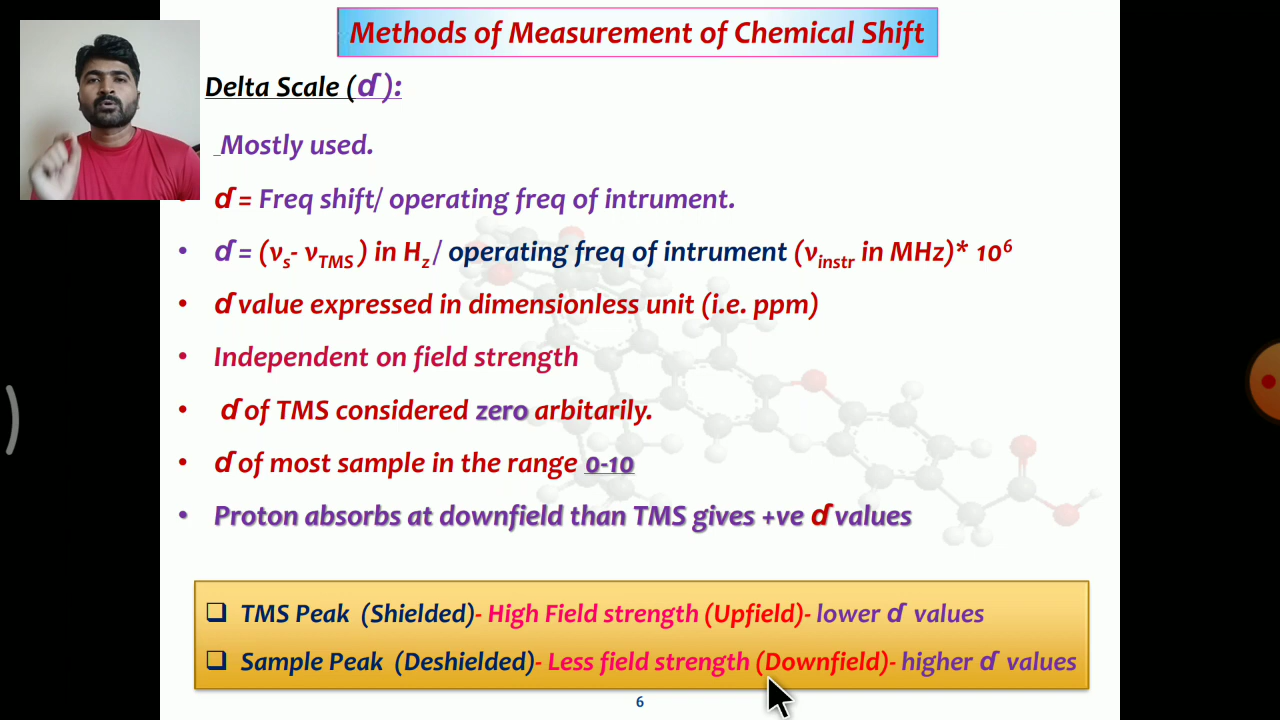 Methods of Measurement of Chemical Shift
Delta Scale (ɗ ):
Mostly used.
ɗ = Freq shift/ operating freq of intrument.
• ɗ = (νs- νTMS ) in Hz / operating freq of intrument (νinstr in MHz)* 10⁶
• ɗ value expressed in dimensionless unit (i.e. ppm)
• Independent on field strength
• ɗ of TMS considered zero arbitarily.
• ɗ of most sample in the range 0-10
• Proton absorbs at downfield than TMS gives +ve ɗ values
❑ TMS Peak (Shielded)- High Field strength (Upfield)- lower ɗ values
❑ Sample Peak (Deshielded)- Less field strength (Downfield)- higher ɗ values
6